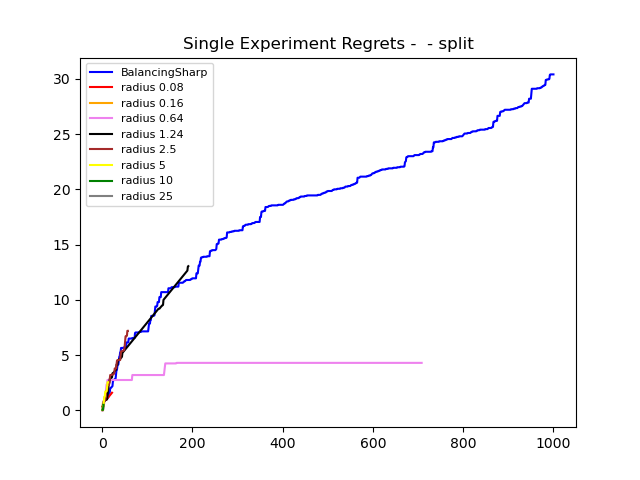 Single Experiment Regrets -  - split
BalancingSharp
radius 0.08
radius 0.16
radius 0.64
radius 1.24
radius 2.5
radius 5
radius 10
radius 25
30
25
20
15
10
5
0
0 200 400 600 800 1000